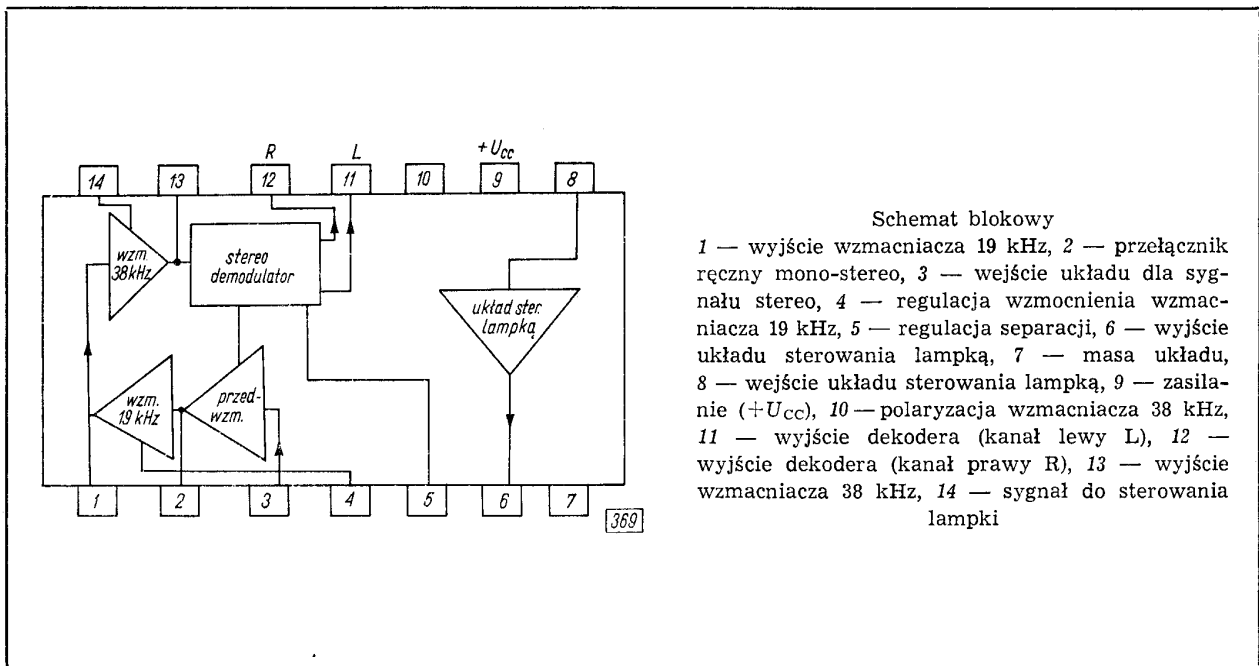 R L +Ucc
14 13 12 11 10 9 8
wzm.
38kHz
stereo
demodulator
układ ster.
lampką
wzm.
19 kHz
przed-
wzm.
1 2 3 4 5 6 7
369
Schemat blokowy
1 — wyjście wzmacniacza 19 kHz, 2 — przełącznik
ręczny mono-stereo, 3 — wejście układu dla syg-
nału stereo, 4 — regulacja wzmocnienia wzmac-
niacza 19 kHz, 5 — regulacja separacji, 6 — wyjście
układu sterowania lampką, 7 — masa układu,
8 — wejście układu sterowania lampką, 9 — zasila-
nie (+UCC), 10 — polaryzacja wzmacniacza 38 kHz,
11 — wyjście dekodera (kanał lewy L), 12 —
wyjście dekodera (kanał prawy R), 13 — wyjście
wzmacniacza 38 kHz, 14 — sygnał do sterowania
lampki